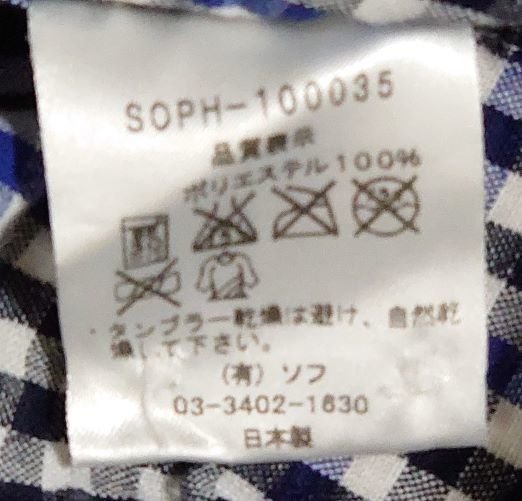 SOPH-100035
品質表示
ポリエステル100%
・タンブラー乾燥は避け、自然乾
燥して下さい。
(有)ソフ
03-3402-1630
日本製